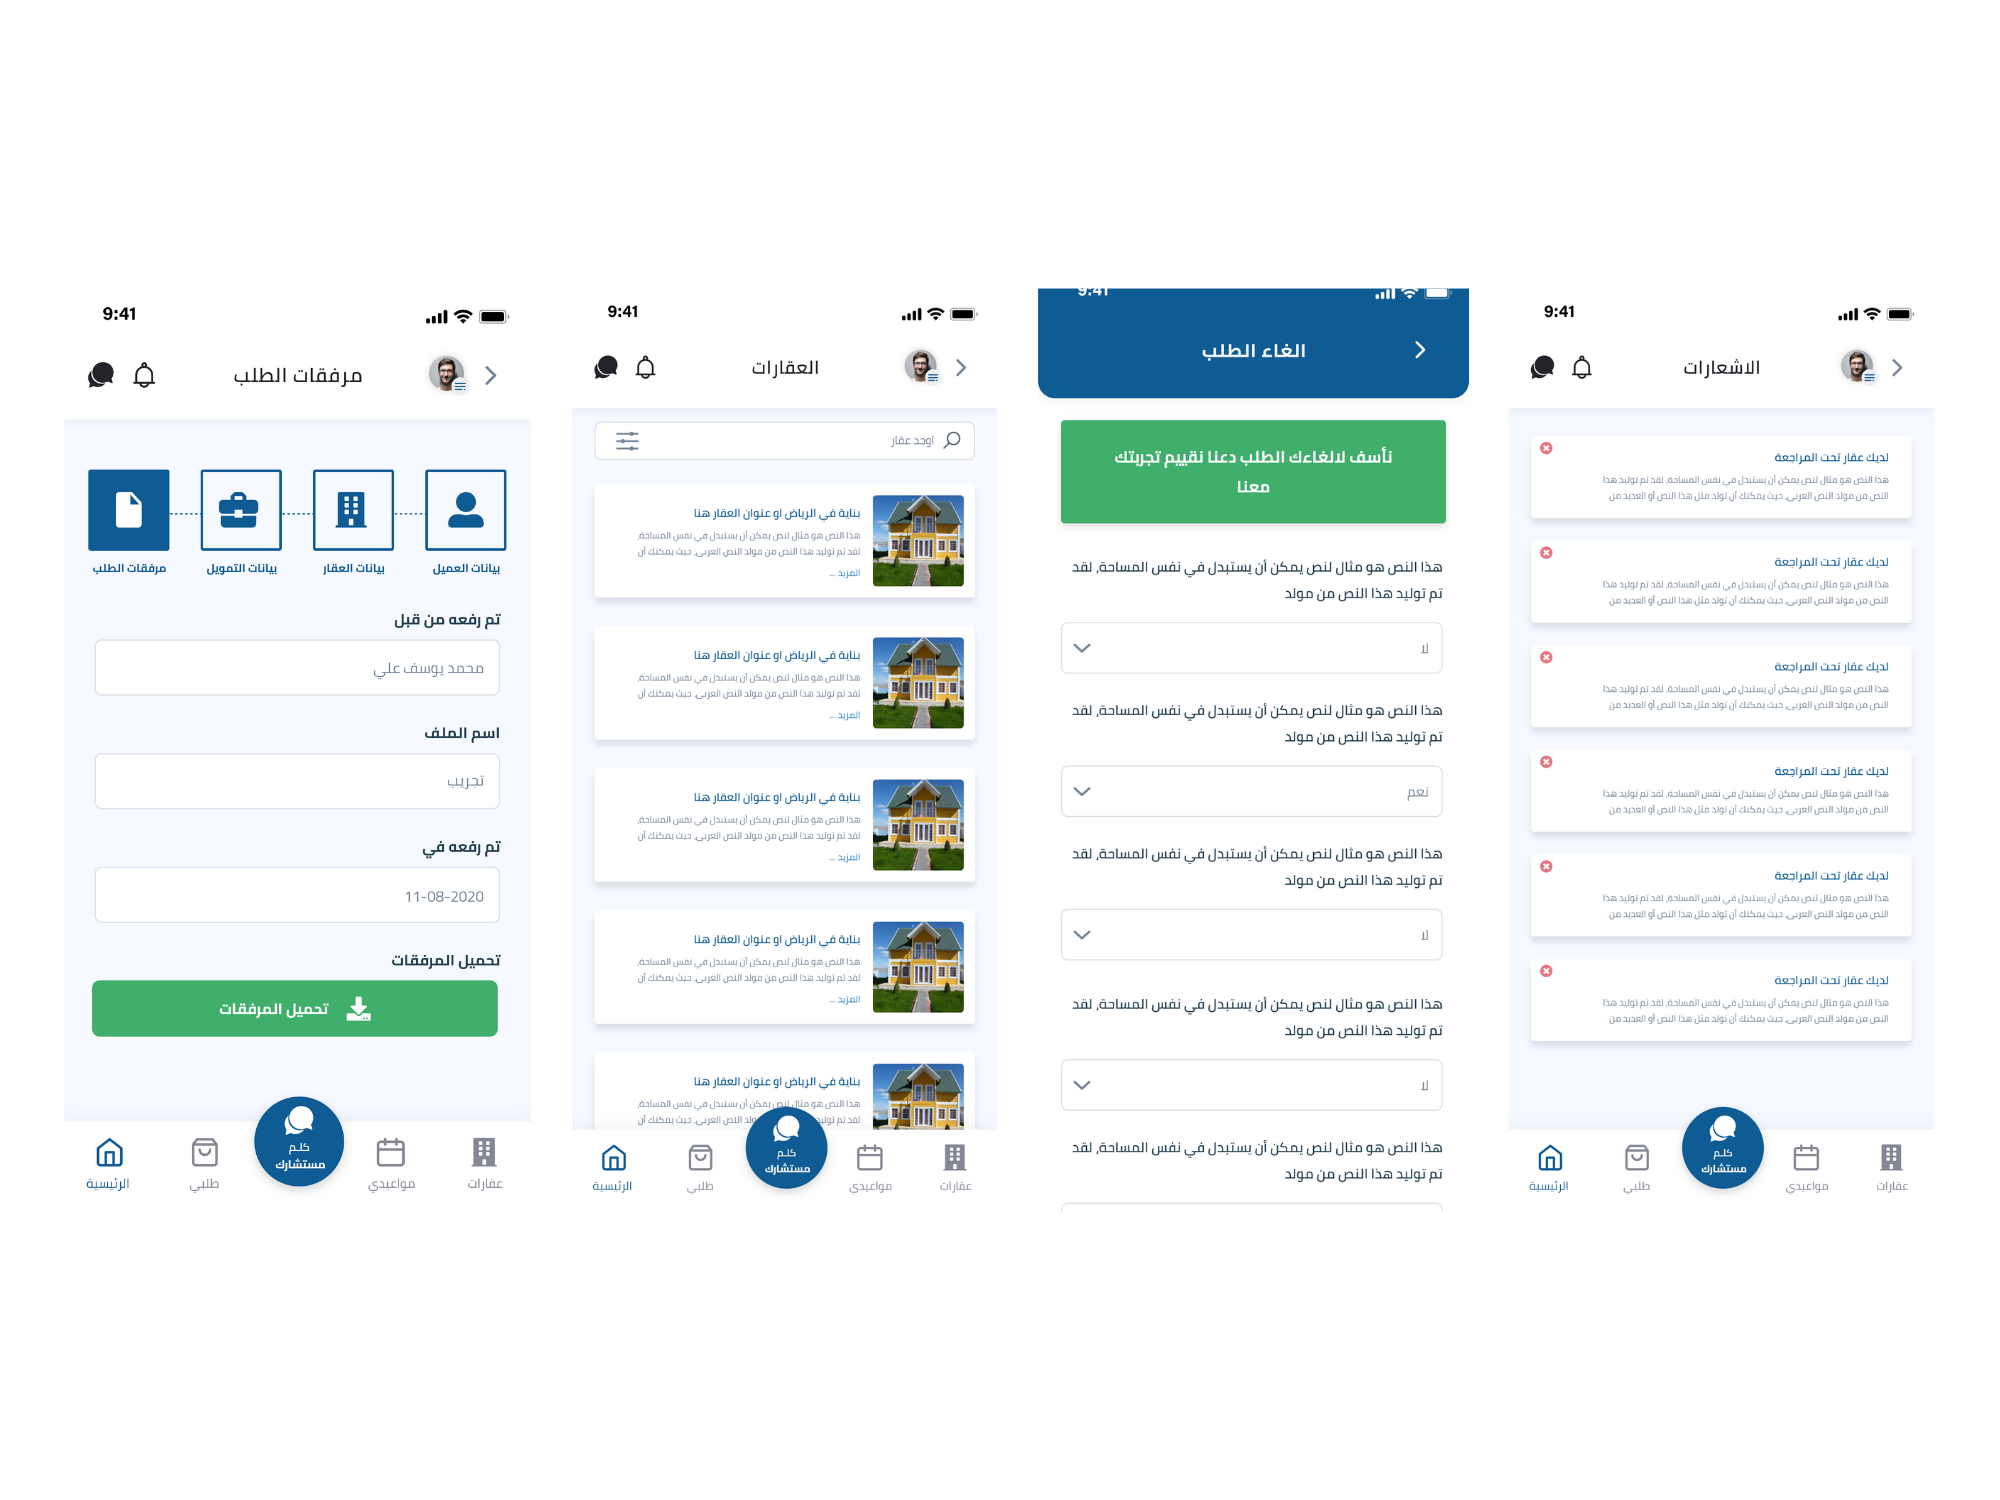 9:41
مرفقات الطلب
بيانات العميل
بيانات العقار
بيانات التمويل
مرفقات الطلب
تم رفعه من قبل
محمد يوسف علي
اسم الملف
تجريب
تم رفعه في
11-08-2020
تحميل المرفقات
تحميل المرفقات
عقارات
مواعيدي
كلم
مستشارك
طلبي
الرئيسية
9:41
العقارات
اوجد عقار
بناية في الرياض او عنوان العقار هنا
هذا النص هو مثال لنص يمكن أن يستبدل في نفس المساحة،
لقد تم توليد هذا النص من مولد النص العربى، حيث يمكنك أن
المزيد ...
بناية في الرياض او عنوان العقار هنا
هذا النص هو مثال لنص يمكن أن يستبدل في نفس المساحة،
لقد تم توليد هذا النص من مولد النص العربى، حيث يمكنك أن
المزيد ...
بناية في الرياض او عنوان العقار هنا
هذا النص هو مثال لنص يمكن أن يستبدل في نفس المساحة،
لقد تم توليد هذا النص من مولد النص العربى، حيث يمكنك أن
المزيد ...
بناية في الرياض او عنوان العقار هنا
هذا النص هو مثال لنص يمكن أن يستبدل في نفس المساحة،
لقد تم توليد هذا النص من مولد النص العربى، حيث يمكنك أن
المزيد ...
بناية في الرياض او عنوان العقار هنا
هذا النص هو مثال لنص يمكن أن يستبدل في نفس المساحة،
لقد تم توليد النص العربى، حيث يمكنك أن
عقارات
مواعيدي
كلم
مستشارك
طلبي
الرئيسية
9:41
الغاء الطلب
نأسف لالغاءك الطلب دعنا نقييم تجربتك
معنا
هذا النص هو مثال لنص يمكن أن يستبدل في نفس المساحة، لقد
تم توليد هذا النص من مولد
لا
هذا النص هو مثال لنص يمكن أن يستبدل في نفس المساحة، لقد
تم توليد هذا النص من مولد
نعم
هذا النص هو مثال لنص يمكن أن يستبدل في نفس المساحة، لقد
تم توليد هذا النص من مولد
لا
هذا النص هو مثال لنص يمكن أن يستبدل في نفس المساحة، لقد
تم توليد هذا النص من مولد
لا
هذا النص هو مثال لنص يمكن أن يستبدل في نفس المساحة، لقد
تم توليد هذا النص من مولد
9:41
الاشعارات
لديك عقار تحت المراجعة
هذا النص هو مثال لنص يمكن أن يستبدل في نفس المساحة، لقد تم توليد هذا
النص من مولد النص العربى، حيث يمكنك أن تولد مثل هذا النص أو العديد من
لديك عقار تحت المراجعة
هذا النص هو مثال لنص يمكن أن يستبدل في نفس المساحة، لقد تم توليد هذا
النص من مولد النص العربى، حيث يمكنك أن تولد مثل هذا النص أو العديد من
لديك عقار تحت المراجعة
هذا النص هو مثال لنص يمكن أن يستبدل في نفس المساحة، لقد تم توليد هذا
النص من مولد النص العربى، حيث يمكنك أن تولد مثل هذا النص أو العديد من
لديك عقار تحت المراجعة
هذا النص هو مثال لنص يمكن أن يستبدل في نفس المساحة، لقد تم توليد هذا
النص من مولد النص العربى، حيث يمكنك أن تولد مثل هذا النص أو العديد من
لديك عقار تحت المراجعة
هذا النص هو مثال لنص يمكن أن يستبدل في نفس المساحة، لقد تم توليد هذا
النص من مولد النص العربى، حيث يمكنك أن تولد مثل هذا النص أو العديد من
لديك عقار تحت المراجعة
هذا النص هو مثال لنص يمكن أن يستبدل في نفس المساحة، لقد تم توليد هذا
النص من مولد النص العربى، حيث يمكنك أن تولد مثل هذا النص أو العديد من
عقارات
مواعيدي
كلم
مستشارك
طلبي
الرئيسية